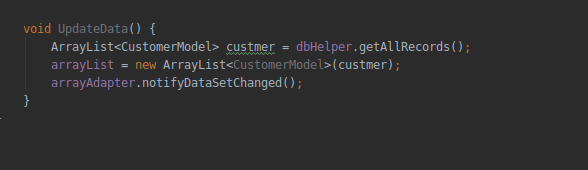 void UpdateData() {
ArrayList<CustomerModel> custmer = dbHelper.getAllRecords();
arrayList = new ArrayList<CustomerModel>(custmer);
arrayAdapter.notifyDataSetChanged();
}